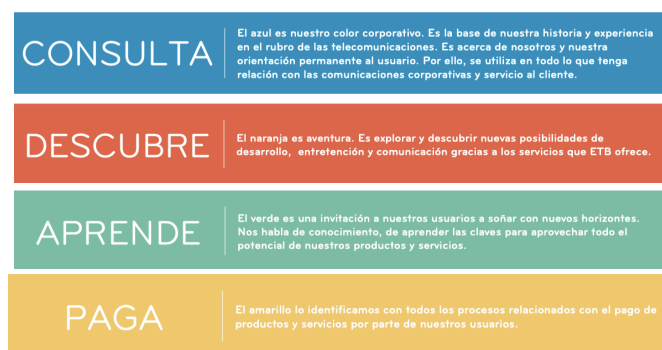 CONSULTA
El azul es nuestro color corporativo. Es la base de nuestra historia y experiencia
en el rubro de las telecomunicaciones. Es acerca de nosotros y nuestra
orientación permanente al usuario. Por ello, se utiliza en todo lo que tenga
relación con las comunicaciones corporativas y servicio al cliente.
DESCUBRE
El naranja es aventura. Es explorar y descubrir nuevas posibilidades de
desarrollo, entretención y comunicación gracias a los servicios que ETB ofrece.
APRENDE
El verde es una invitación a nuestros usuarios a soñar con nuevos horizontes.
Nos habla de conocimiento, de aprender las claves para aprovechar todo el
potencial de nuestros productos y servicios.
PAGA
El amarillo lo identificamos con todos los procesos relacionados con el pago de
productos y servicios por parte de nuestros usuarios.